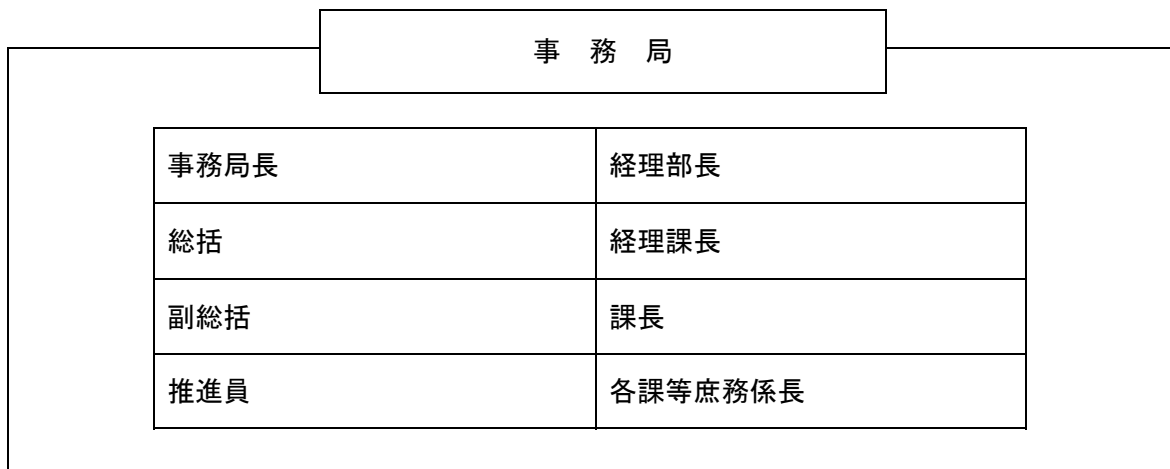 事　務　局
事務局長 経理部長
総括 経理課長
副総括 課長
推進員 各課等庶務係長